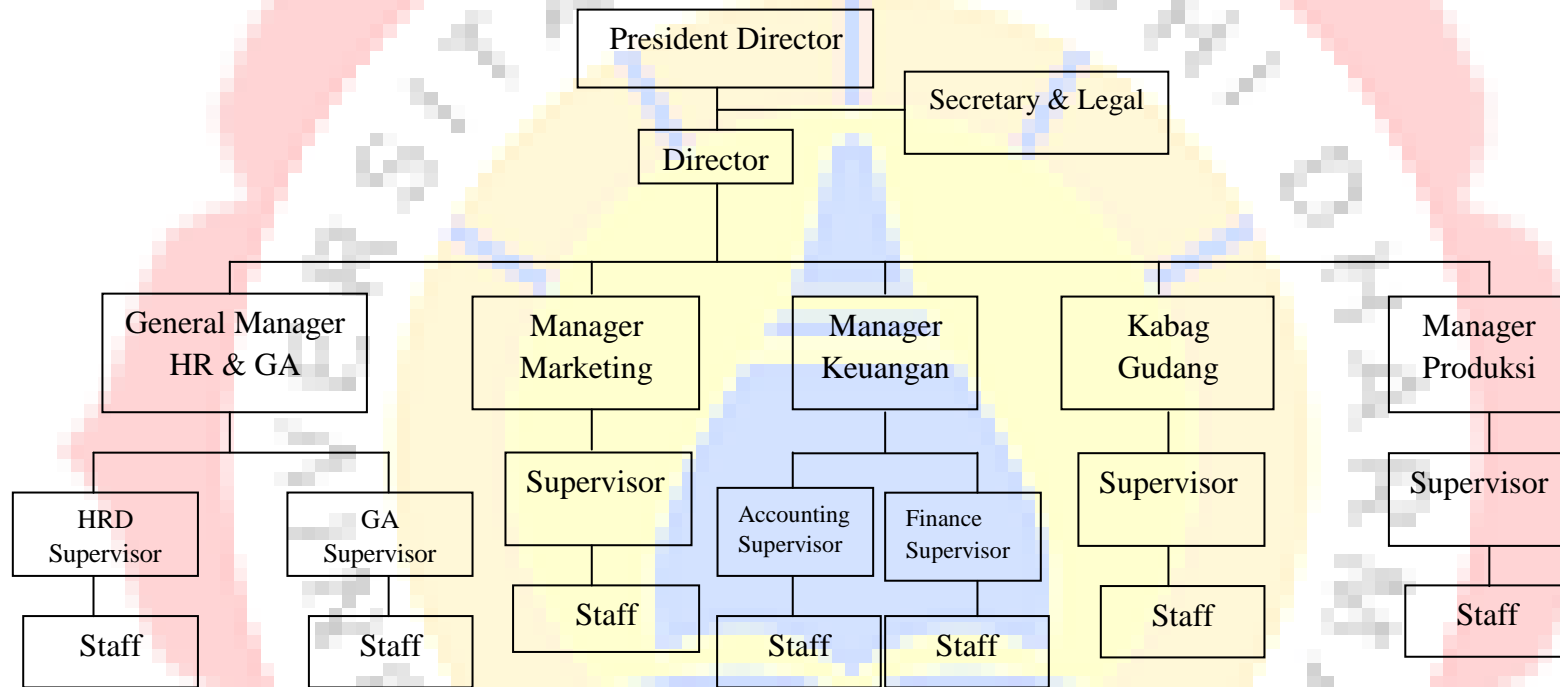 President Director
Secretary & Legal
Director
General Manager
HR & GA
Manager
Marketing
Manager
Keuangan
Kabag
Gudang
Manager
Produksi
HRD
Supervisor
GA
Supervisor
Supervisor
Accounting
Supervisor
Finance
Supervisor
Supervisor
Supervisor
Staff
Staff
Staff
Staff
Staff
Staff
Staff